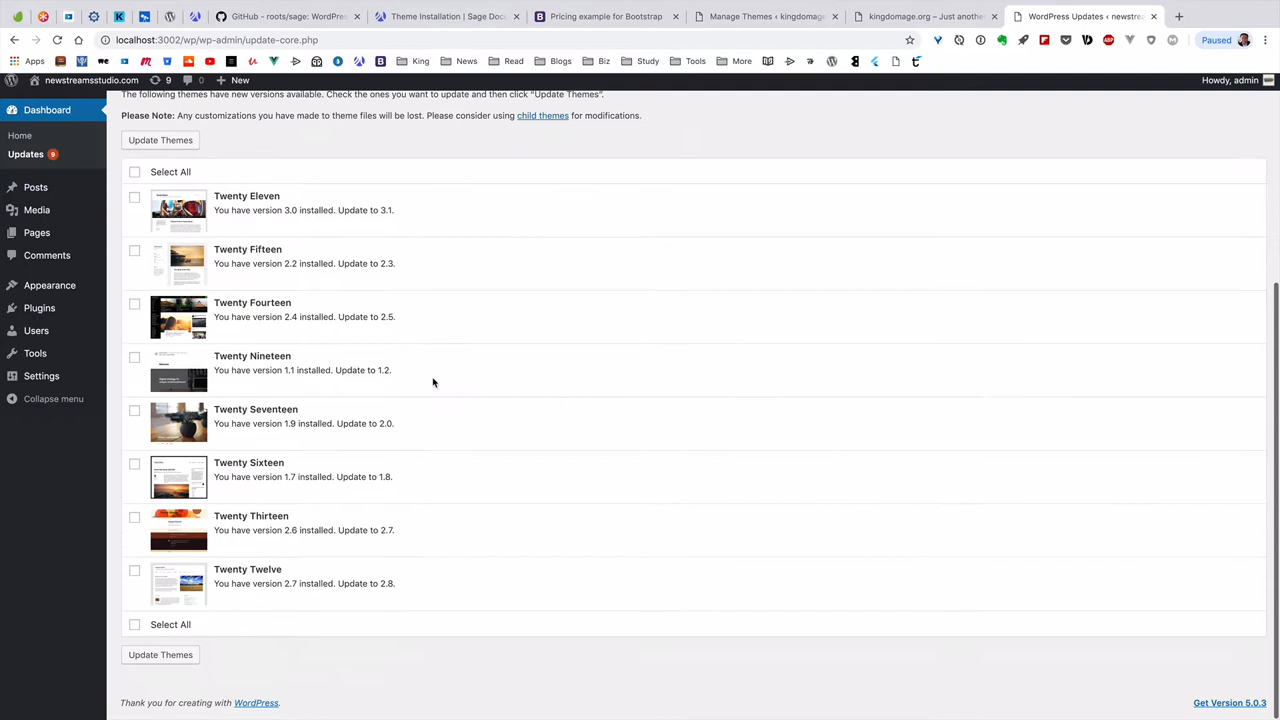 GitHub - roots/sage: WordPres
Theme Installation | Sage Doc
Pricing example for Bootstrap
Manage Themes ‹ kingdomage.
kingdomage.org – Just anothe
WordPress Updates ‹ newstrea
localhost:3002/wp/wp-admin/update-core.php
Paused
Apps
King
News
Read
Blogs
Biz
Study
Tools
More
newstreamsstudio.com
9
0
New
Howdy, admin
Dashboard
Home
Updates 9
Posts
Media
Pages
Comments
Appearance
Plugins
Users
Tools
Settings
Collapse menu
The following themes have new versions available. Check the ones you want to update and then click "Update Themes".
Please Note: Any customizations you have made to theme files will be lost. Please consider using child themes for modifications.
Update Themes
Select All
Twenty Eleven
You have version 3.0 installed. Update to 3.1.
Twenty Fifteen
You have version 2.2 installed. Update to 2.3.
Twenty Fourteen
You have version 2.4 installed. Update to 2.5.
Twenty Nineteen
You have version 1.1 installed. Update to 1.2.
Twenty Seventeen
You have version 1.9 installed. Update to 2.0.
Twenty Sixteen
You have version 1.7 installed. Update to 1.8.
Twenty Thirteen
You have version 2.6 installed. Update to 2.7.
Twenty Twelve
You have version 2.7 installed. Update to 2.8.
Select All
Update Themes
Thank you for creating with WordPress.
Get Version 5.0.3